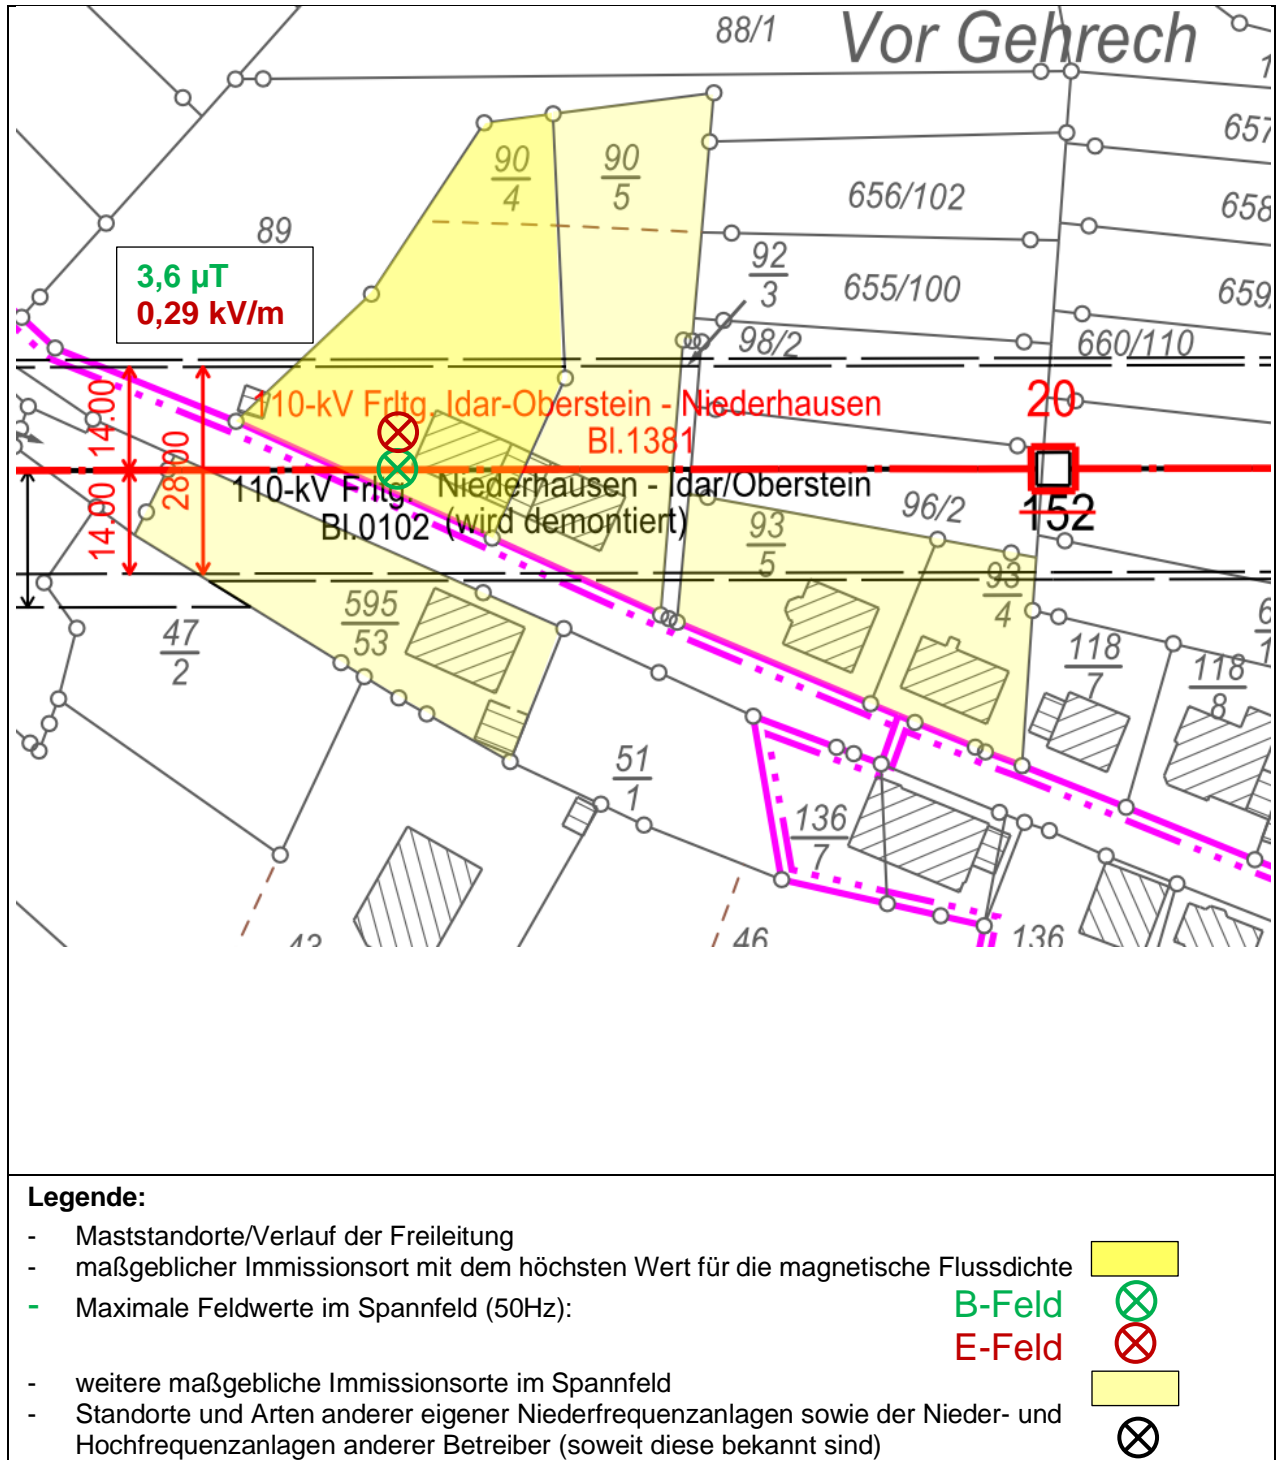 88/1
Vor Gehrech
657
90
4
90
5
656/102
658
89
92
3
3,6 µT
0,29 kV/m
655/100
659/
98/2
660/110
14.00
28.00
14.00
110-kV Frltg. Idar-Oberstein - Niederhausen
Bl.1381
20
110-kV Frltg. Niederhausen - Idar/Oberstein
Bl.0102 (wird demontiert)
152
96/2
93
5
93
4
595
53
47
2
118
7
118
8
51
1
136
7
43
46
136
Legende:
- Maststandorte/Verlauf der Freileitung
- maßgeblicher Immissionsort mit dem höchsten Wert für die magnetische Flussdichte
- Maximale Feldwerte im Spannfeld (50Hz): B-Feld
E-Feld
- weitere maßgebliche Immissionsorte im Spannfeld
- Standorte und Arten anderer eigener Niederfrequenzanlagen sowie der Nieder- und
Hochfrequenzanlagen anderer Betreiber (soweit diese bekannt sind)